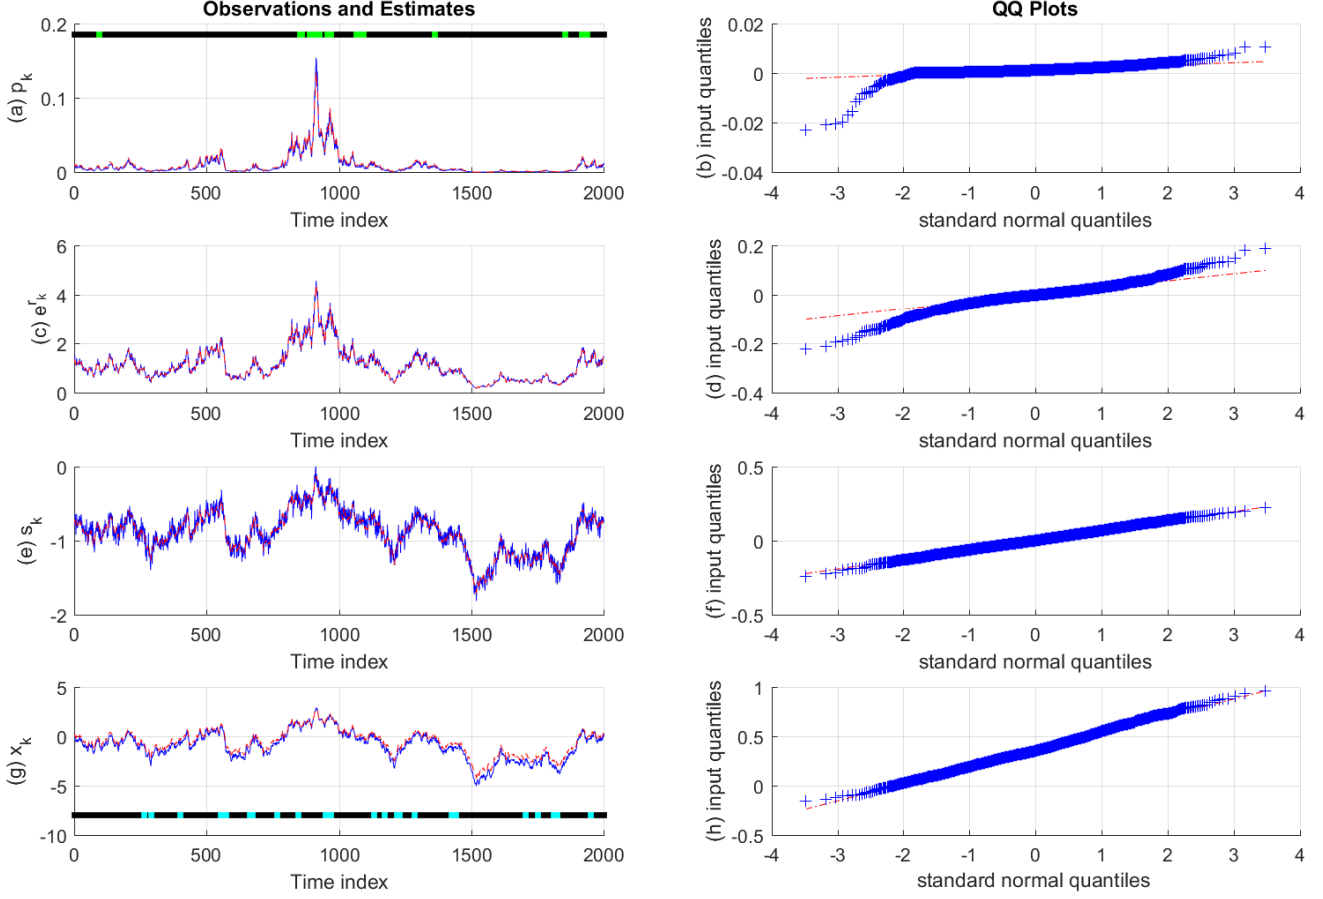 Observations and Estimates
QQ Plots
0.2
0.1
0
(a) p_k
0 500 1000 1500 2000
Time index
0.02
0
-0.02
-0.04
(b) input quantiles
-4 -3 -2 -1 0 1 2 3 4
standard normal quantiles
6
4
2
0
(c) e^r_k
0 500 1000 1500 2000
Time index
0.2
0
-0.2
-0.4
(d) input quantiles
-4 -3 -2 -1 0 1 2 3 4
standard normal quantiles
0
-1
-2
(e) s_k
0 500 1000 1500 2000
Time index
0.5
0
-0.5
(f) input quantiles
-4 -3 -2 -1 0 1 2 3 4
standard normal quantiles
5
0
-5
-10
(g) x_k
0 500 1000 1500 2000
Time index
1
0.5
0
-0.5
(h) input quantiles
-4 -3 -2 -1 0 1 2 3 4
standard normal quantiles